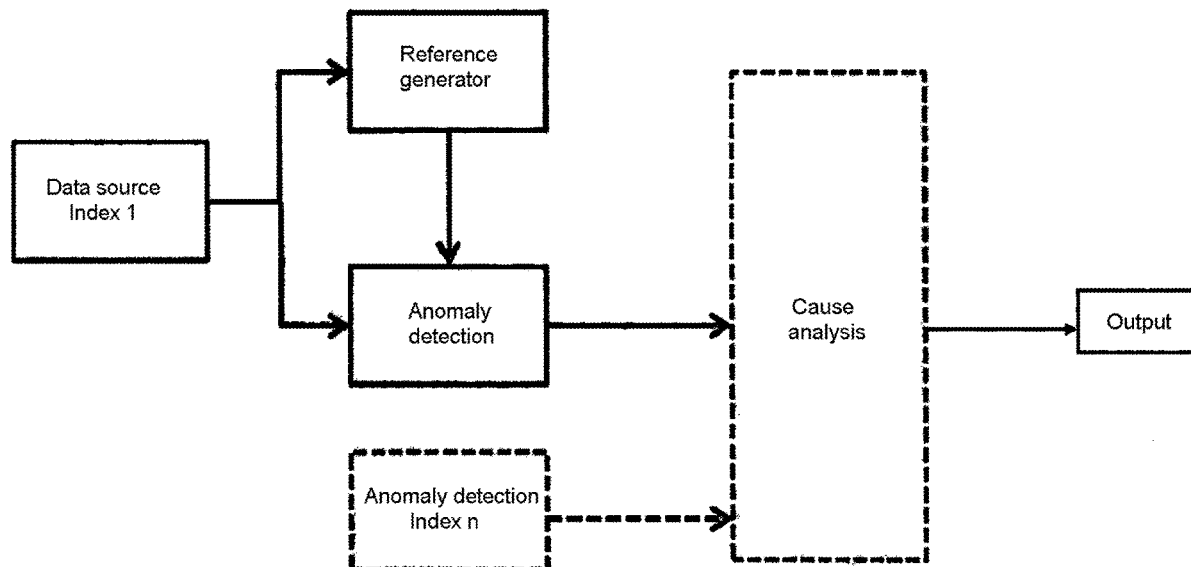 Reference
generator
Data source
Index 1
Anomaly
detection
Cause
analysis
Output
Anomaly detection
Index n